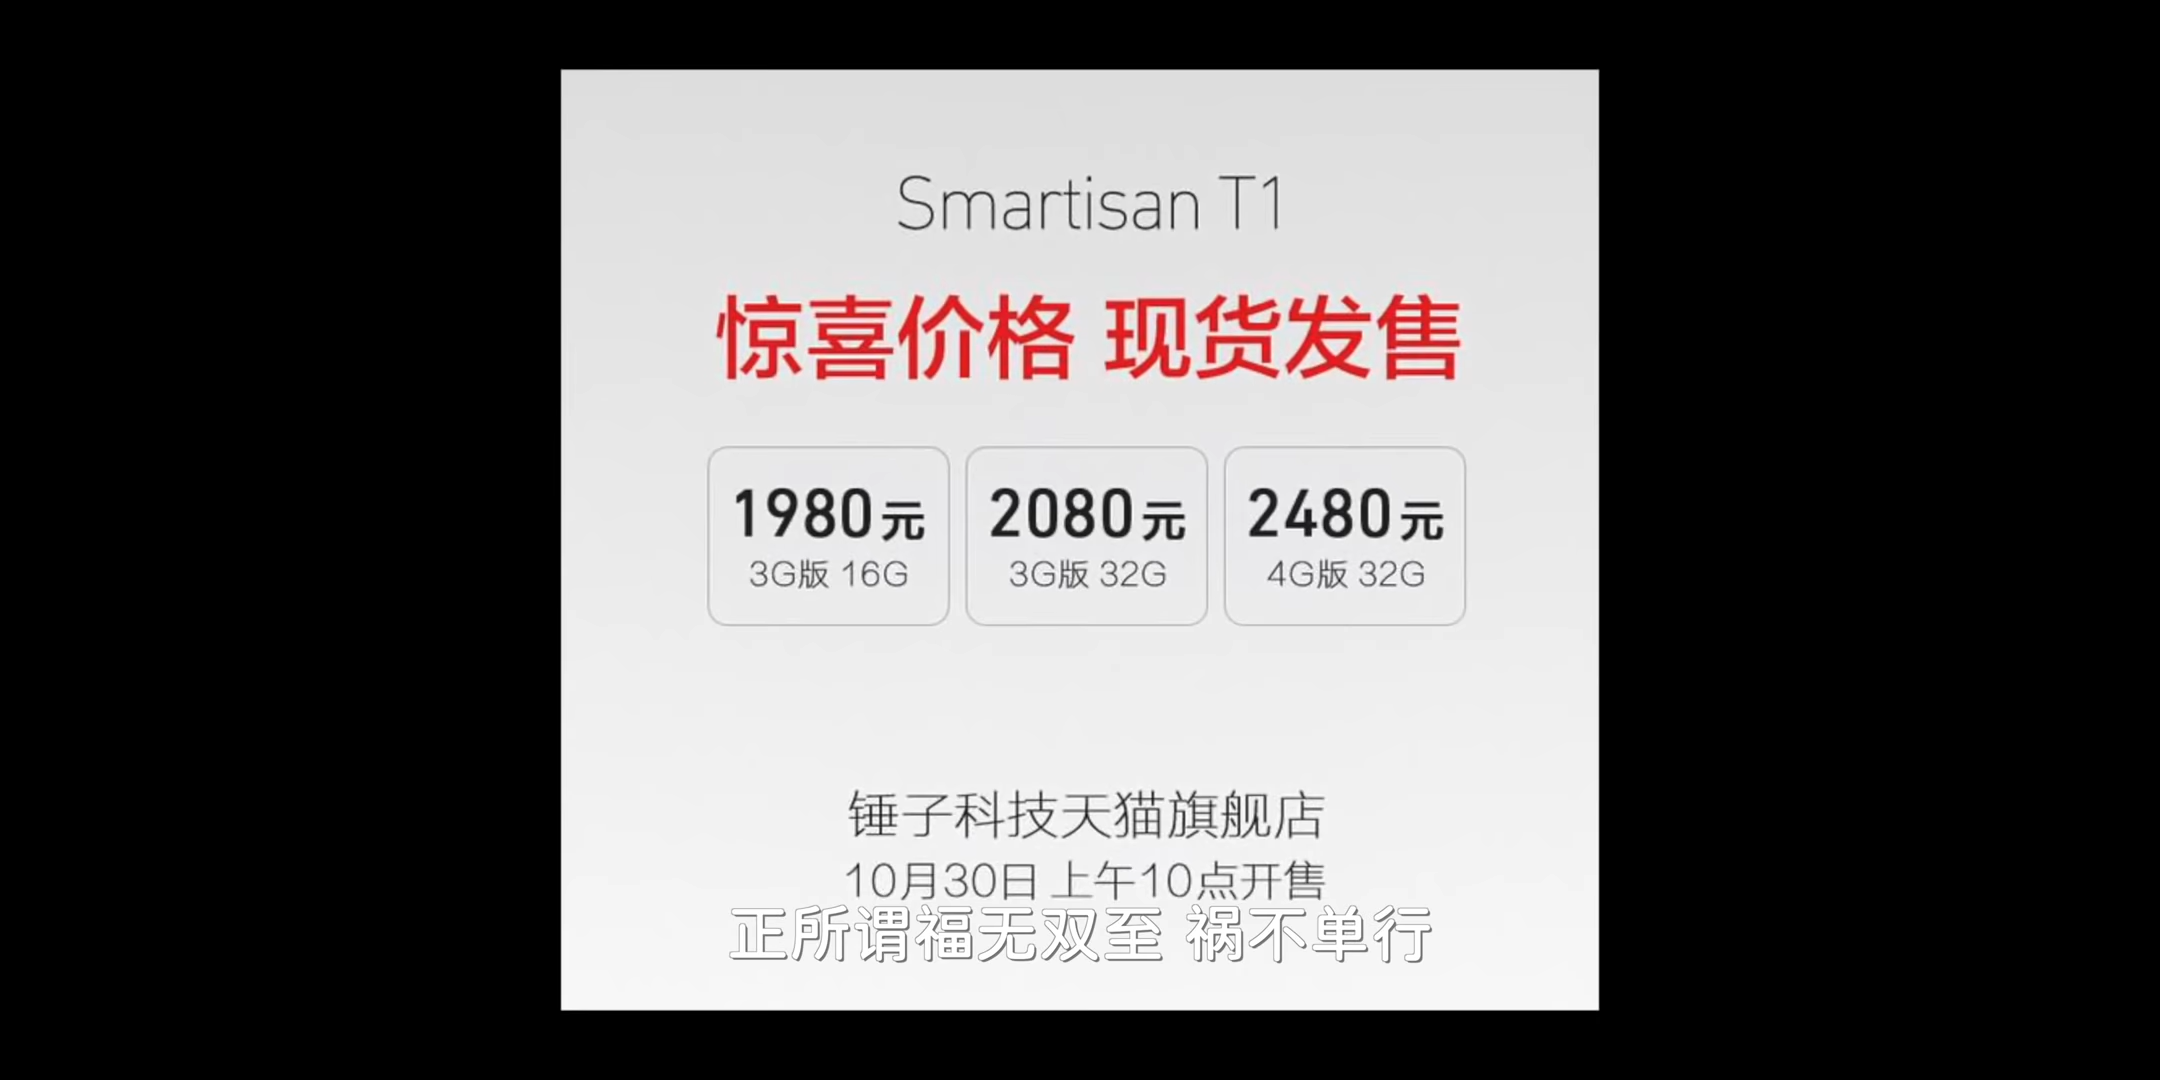 Smartisan T1
惊喜价格 现货发售
1980元 2080元 2480元
3G版 16G 3G版 32G 4G版 32G
锤子科技天猫旗舰店
10月30日 上午10点开售
正所谓福无双至 祸不单行